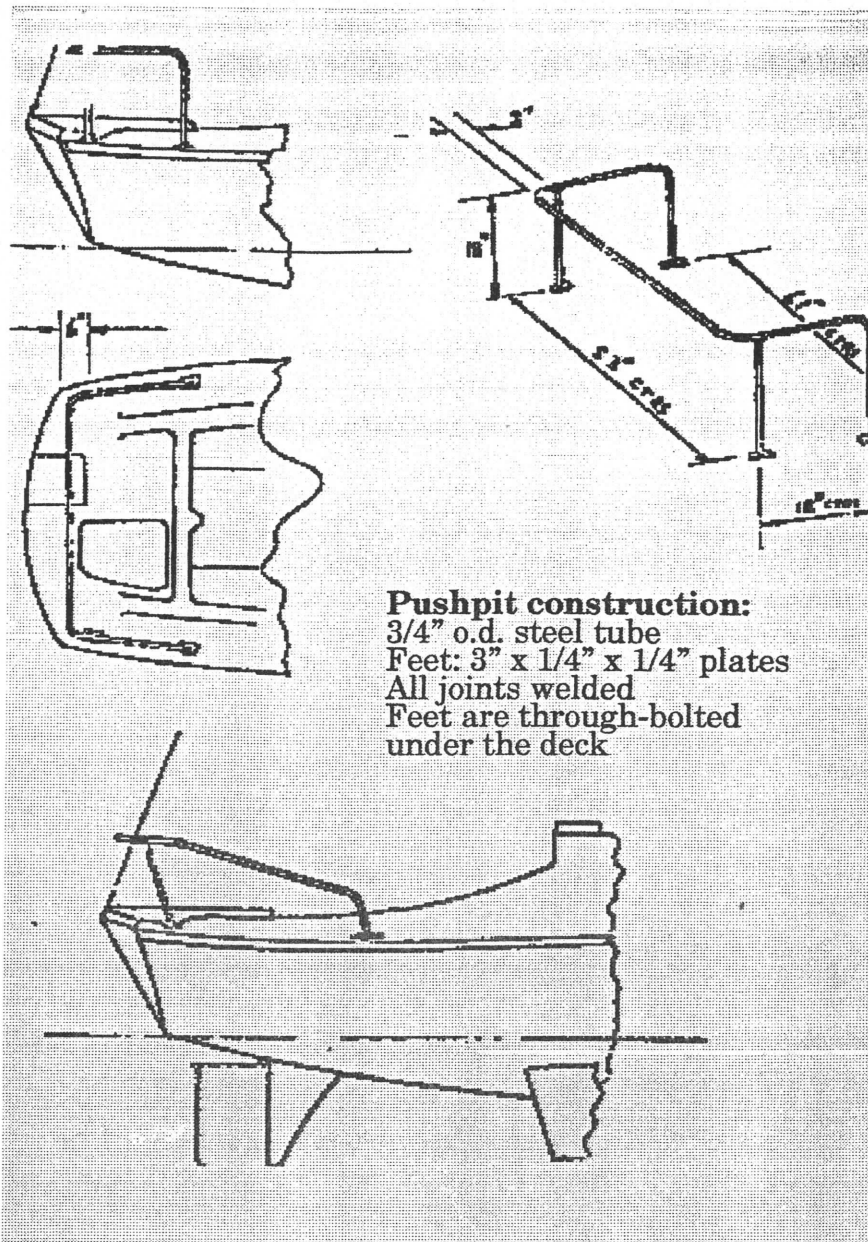 Pushpit construction:
3/4” o.d. steel tube
Feet: 3” x 1/4” x 1/4” plates
All joints welded
Feet are through-bolted
under the deck